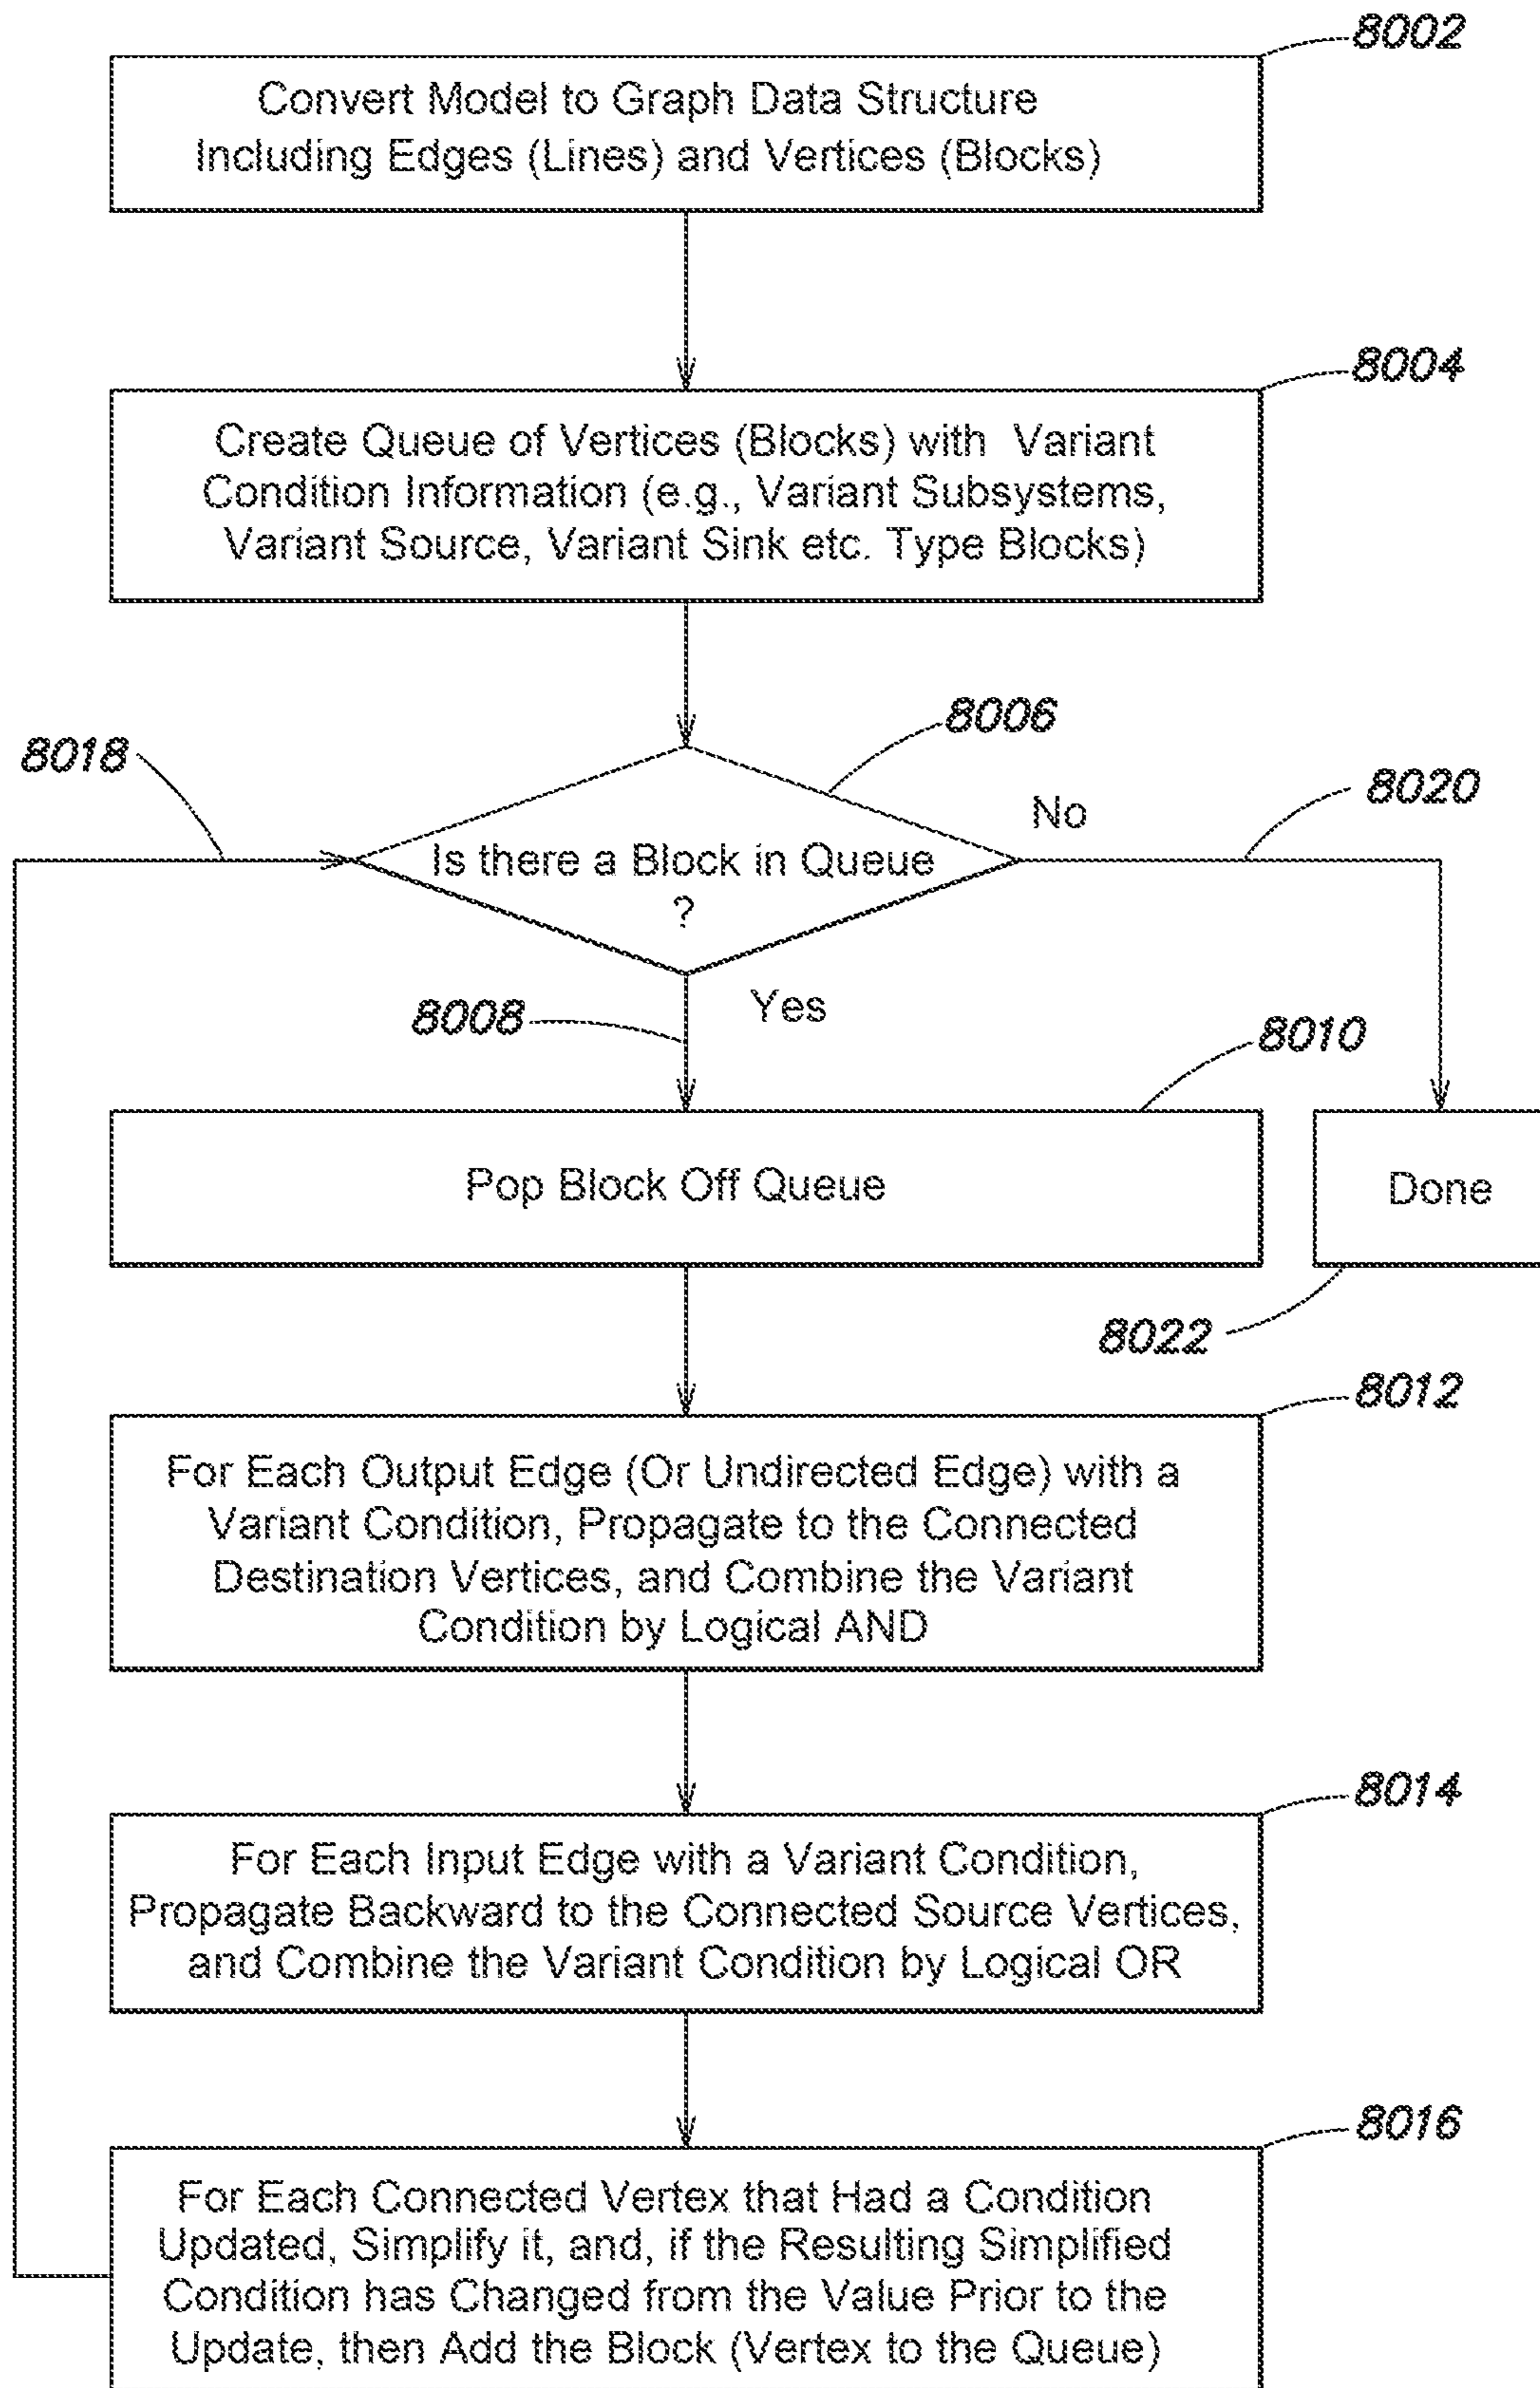 8002
Convert Model to Graph Data Structure
Including Edges (Lines) and Vertices (Blocks)
8004
Create Queue of Vertices (Blocks) with Variant
Condition Information (e.g., Variant Subsystems,
Variant Source, Variant Sink etc. Type Blocks)
8006
8018
No
8020
Is there a Block in Queue
?
8008
Yes
8010
Pop Block Off Queue
Done
8022
8012
For Each Output Edge (Or Undirected Edge) with a
Variant Condition, Propagate to the Connected
Destination Vertices, and Combine the Variant
Condition by Logical AND
8014
For Each Input Edge with a Variant Condition,
Propagate Backward to the Connected Source Vertices,
and Combine the Variant Condition by Logical OR
8016
For Each Connected Vertex that Had a Condition
Updated, Simplify it, and, if the Resulting Simplified
Condition has Changed from the Value Prior to the
Update, then Add the Block (Vertex to the Queue)